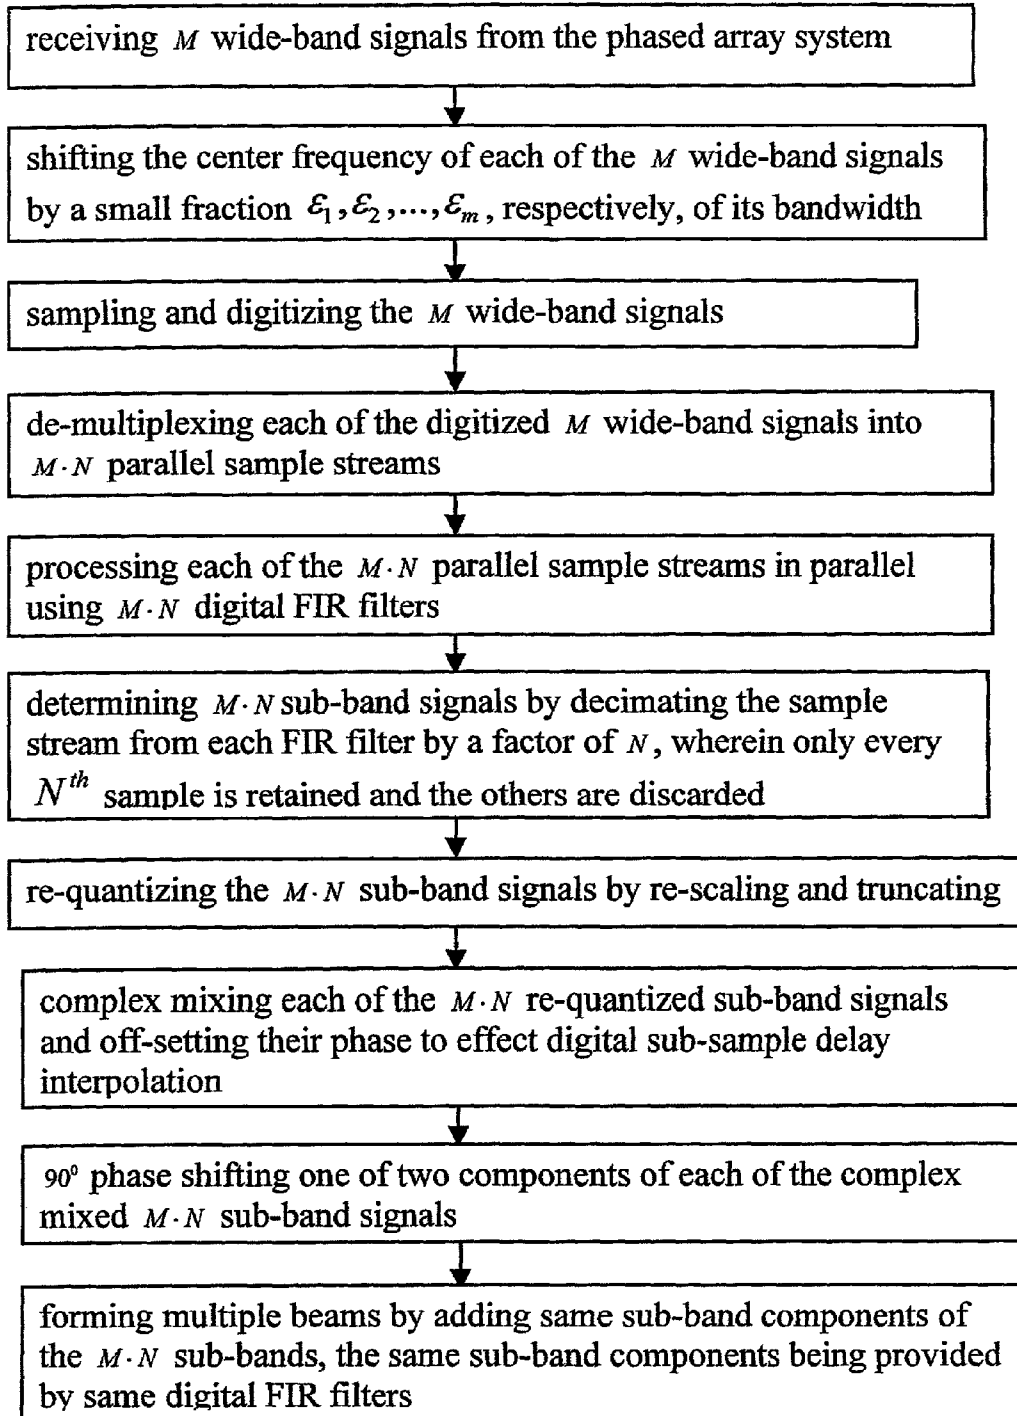 receiving M wide-band signals from the phased array system
shifting the center frequency of each of the M wide-band signals
by a small fraction ε₁,ε₂,...,εₘ, respectively, of its bandwidth
sampling and digitizing the M wide-band signals
de-multiplexing each of the digitized M wide-band signals into
M·N parallel sample streams
processing each of the M·N parallel sample streams in parallel
using M·N digital FIR filters
determining M·N sub-band signals by decimating the sample
stream from each FIR filter by a factor of N, wherein only every
Nᵗʰ sample is retained and the others are discarded
re-quantizing the M·N sub-band signals by re-scaling and truncating
complex mixing each of the M·N re-quantized sub-band signals
and off-setting their phase to effect digital sub-sample delay
interpolation
90⁰ phase shifting one of two components of each of the complex
mixed M·N sub-band signals
forming multiple beams by adding same sub-band components of
the M·N sub-bands, the same sub-band components being provided
by same digital FIR filters